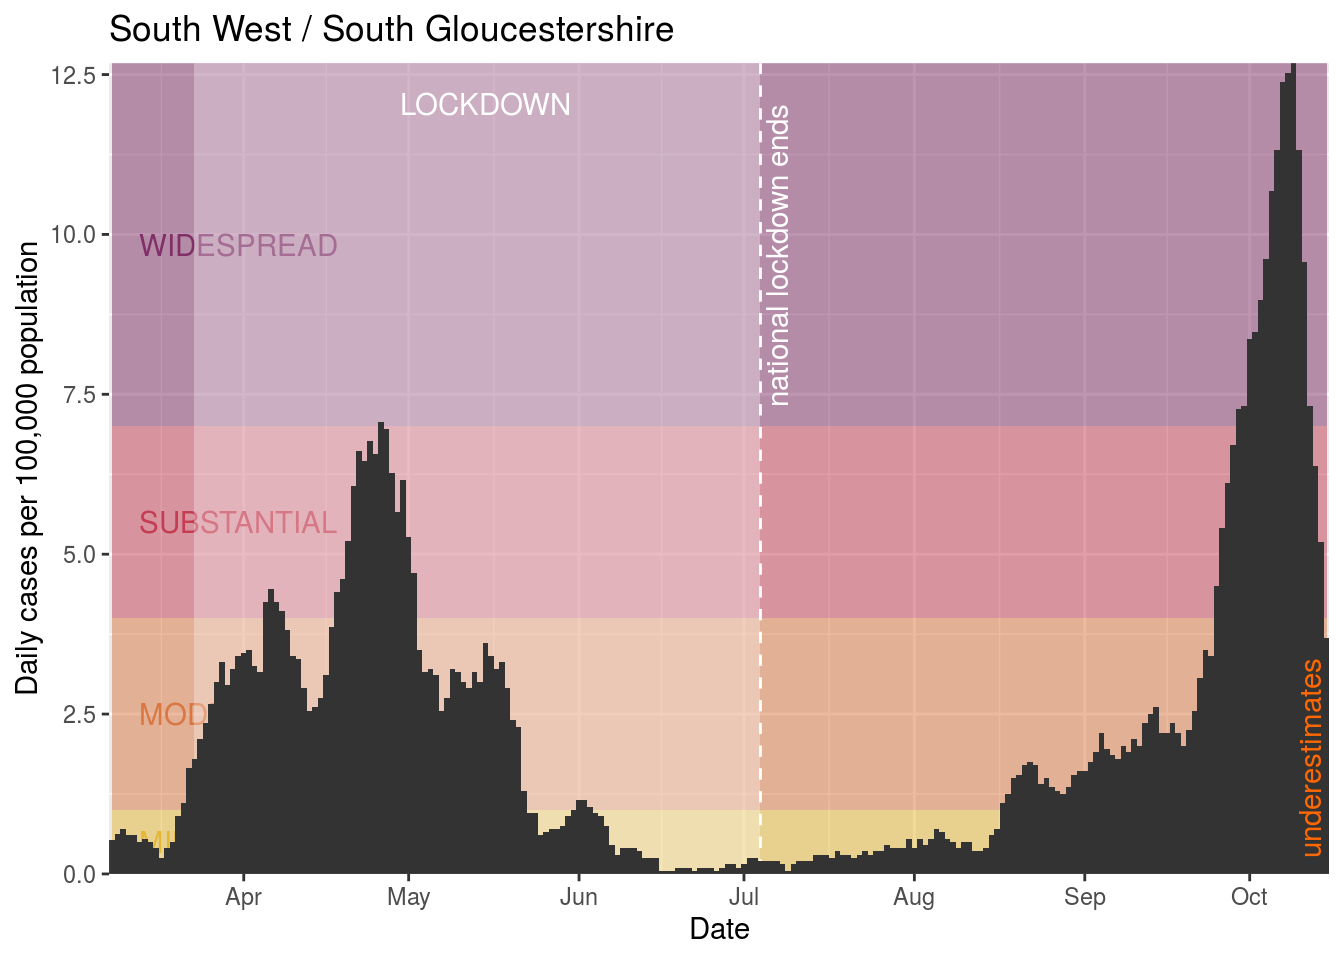 South West / South Gloucestershire
Daily cases per 100,000 population
12.5
10.0
7.5
5.0
2.5
0.0
LOCKDOWN
WIDESPREAD
SUBSTANTIAL
MOD
MI
national lockdown ends
underestimates
Apr
May
Jun
Jul
Aug
Sep
Oct
Date